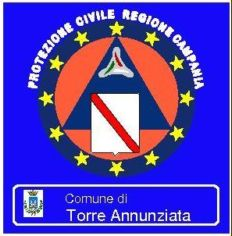 PROTEZIONE CIVILE REGIONE CAMPANIA
Comune di
Torre Annunziata